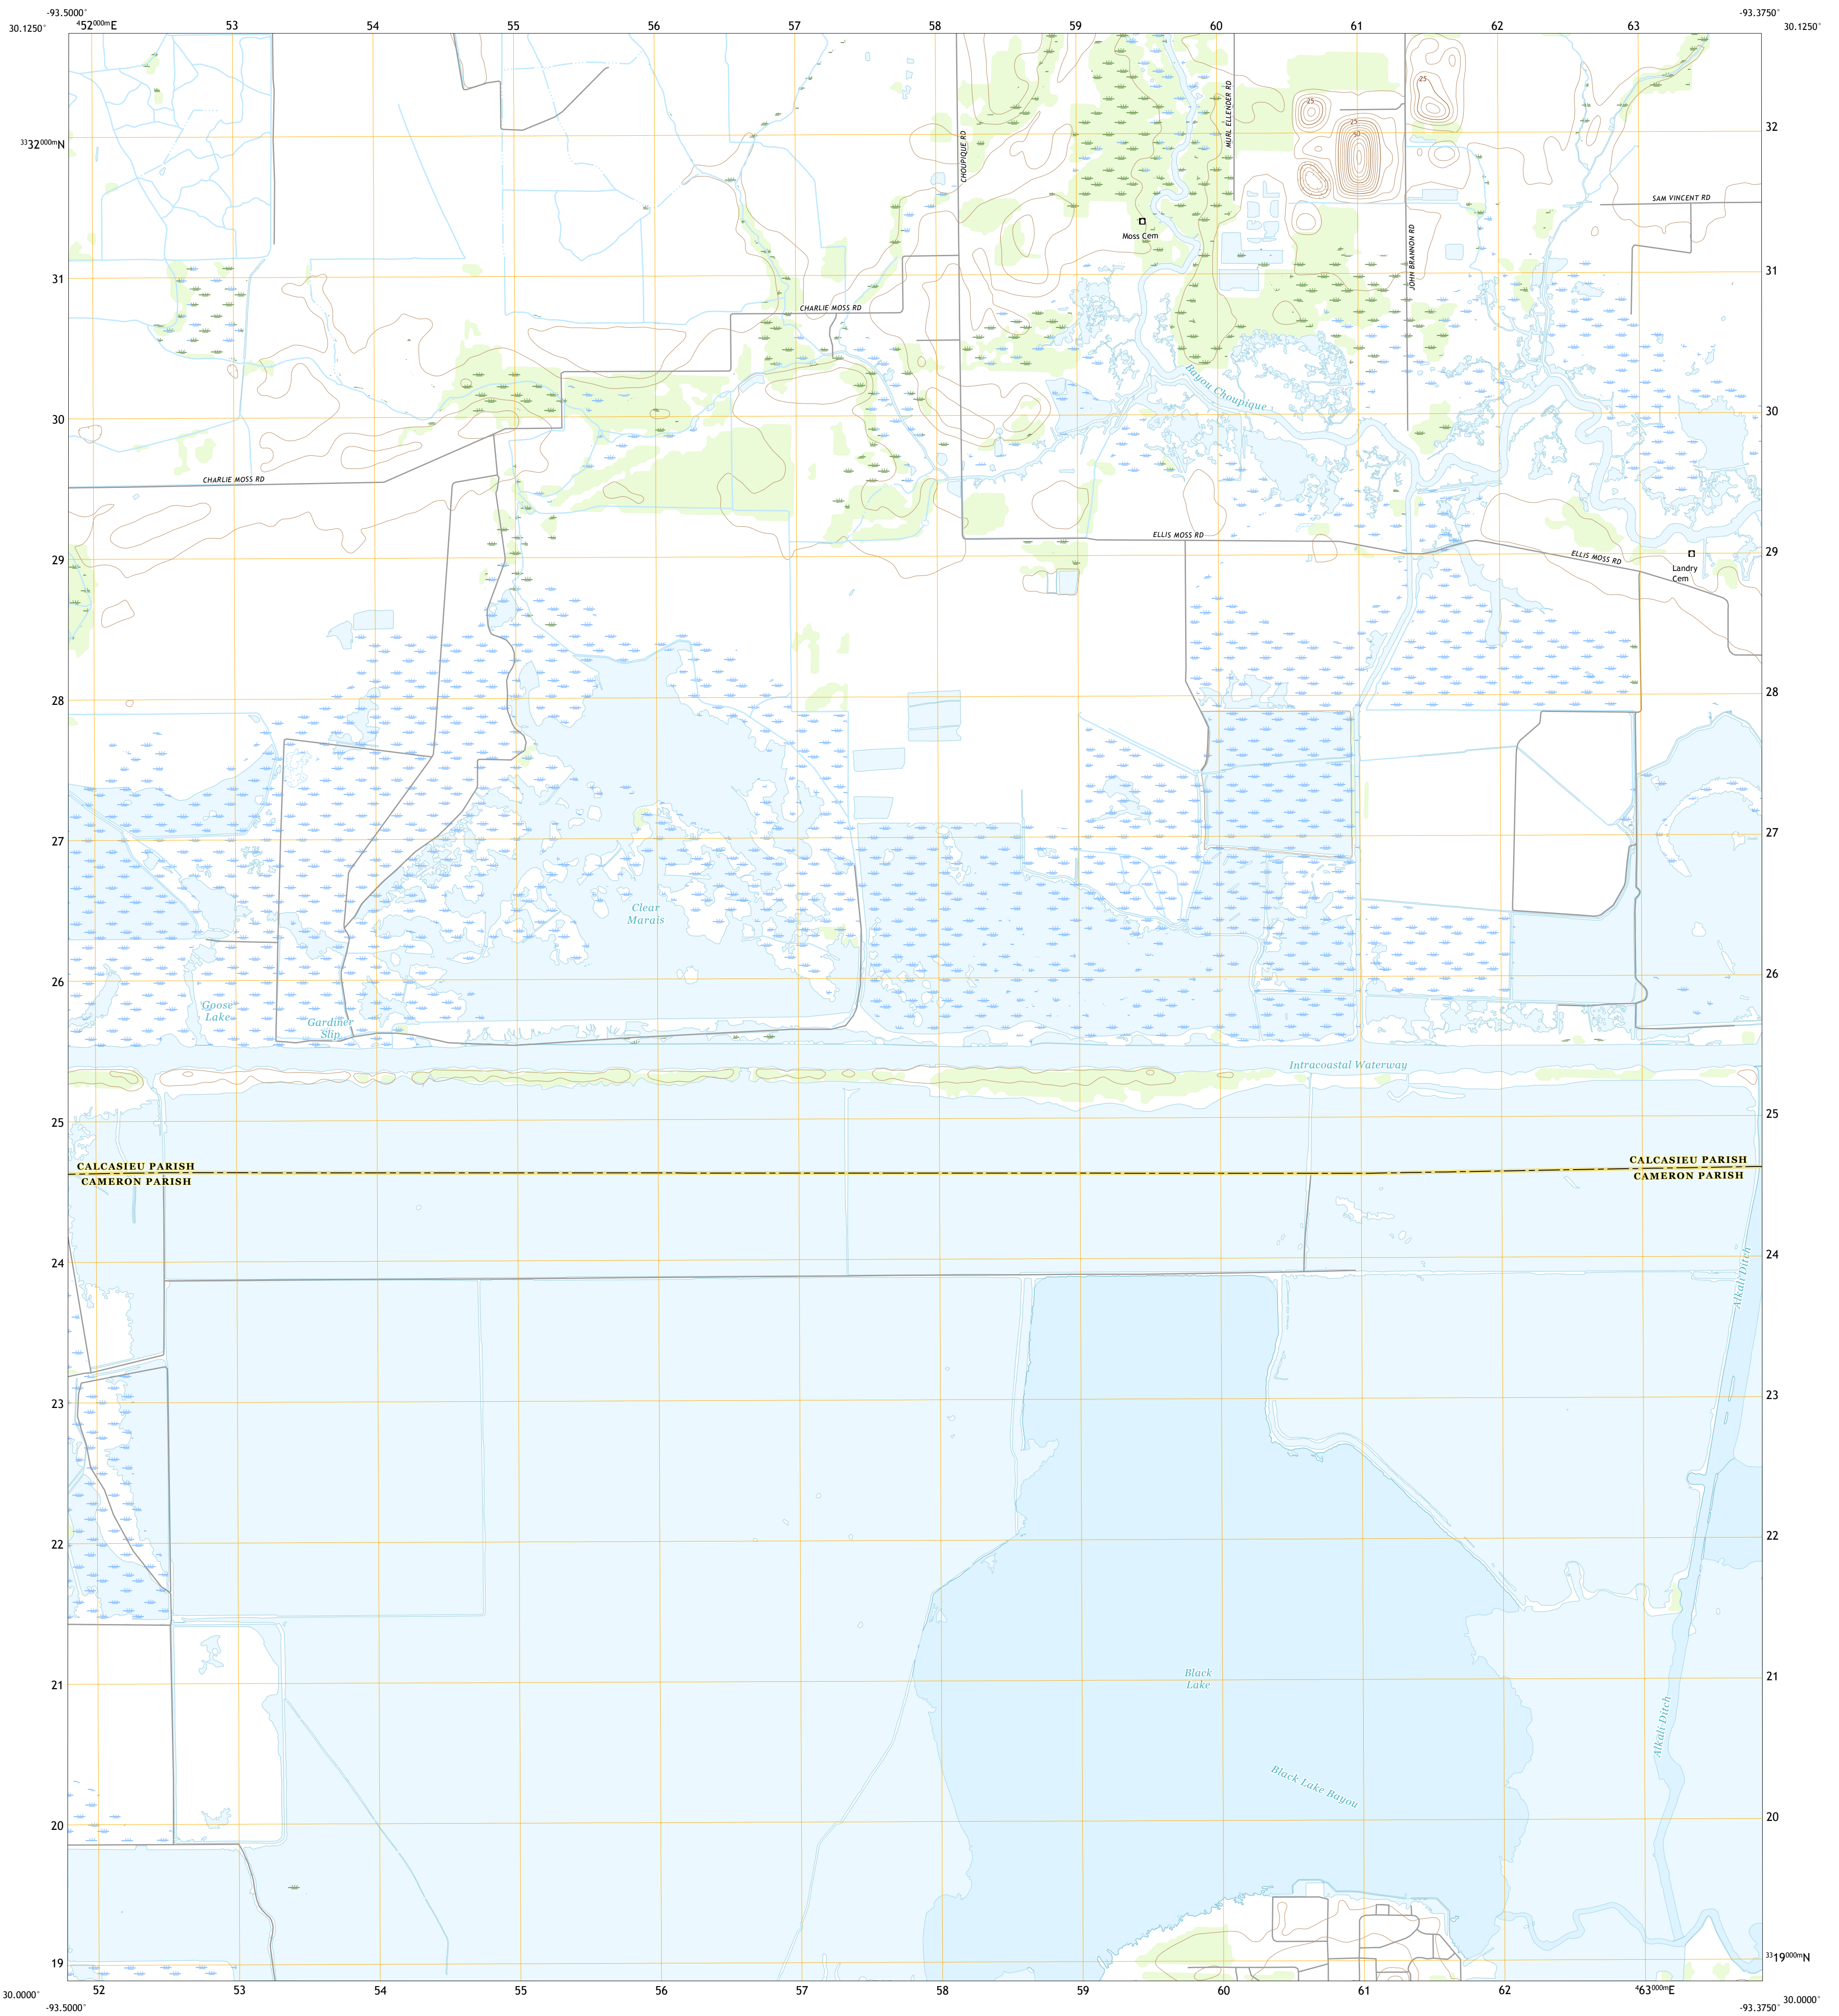 -93.5000°
-93.3750°
30.1250°
⁴52⁰⁰⁰ᵐE
53
54
55
56
57
58
59
60
61
62
63
30.1250°
MURL ELLENDER RD
25
25
25
50
³³32⁰⁰⁰ᵐN
32
CHOUPIQUE RD
SAM VINCENT RD
Moss Cem
JOHN BRANNON RD
31
31
CHARLIE MOSS RD
Bayou Choupique
30
30
CHARLIE MOSS RD
ELLIS MOSS RD
ELLIS MOSS RD
29
29
Landry
Cem
28
28
27
27
Clear
Marais
26
26
Goose
Lake
Gardiner
Slip
Intracoastal Waterway
25
25
CALCASIEU PARISH
CAMERON PARISH
CALCASIEU PARISH
CAMERON PARISH
24
24
Alkali Ditch
23
23
22
22
Black
Lake
21
21
Alkali Ditch
Black Lake Bayou
20
20
19
³³19⁰⁰⁰ᵐN
30.0000°
52
53
54
55
56
57
58
59
60
61
62
⁴63⁰⁰⁰ᵐE
30.0000°
-93.5000°
-93.3750°